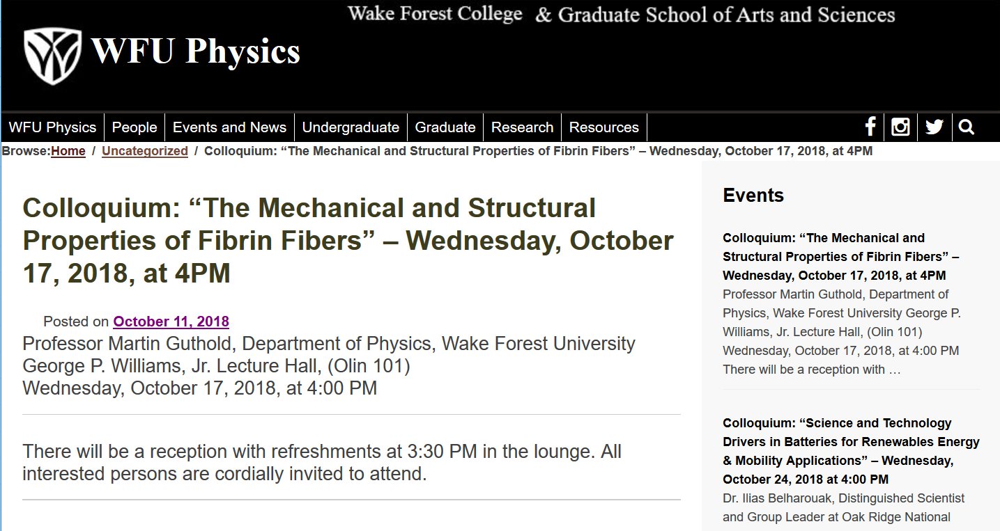 Wake Forest College & Graduate School of Arts and Sciences
WFU Physics
WFU Physics People Events and News Undergraduate Graduate Research Resources
Browse:Home / Uncategorized / Colloquium: “The Mechanical and Structural Properties of Fibrin Fibers” – Wednesday, October 17, 2018, at 4PM
Colloquium: “The Mechanical and Structural
Properties of Fibrin Fibers” – Wednesday, October
17, 2018, at 4PM
Posted on October 11, 2018
Professor Martin Guthold, Department of Physics, Wake Forest University
George P. Williams, Jr. Lecture Hall, (Olin 101)
Wednesday, October 17, 2018, at 4:00 PM
There will be a reception with refreshments at 3:30 PM in the lounge. All
interested persons are cordially invited to attend.
Events
Colloquium: “The Mechanical and
Structural Properties of Fibrin Fibers” –
Wednesday, October 17, 2018, at 4PM
Professor Martin Guthold, Department of
Physics, Wake Forest University George P.
Williams, Jr. Lecture Hall, (Olin 101)
Wednesday, October 17, 2018, at 4:00 PM
There will be a reception with …
Colloquium: “Science and Technology
Drivers in Batteries for Renewables Energy
& Mobility Applications” – Wednesday,
October 24, 2018 at 4:00 PM
Dr. Ilias Belharouak, Distinguished Scientist
and Group Leader at Oak Ridge National